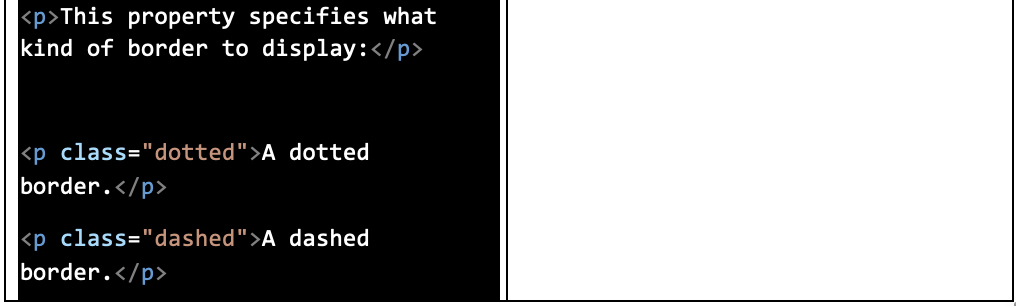 <p>This property specifies what
kind of border to display:</p>
<p class="dotted">A dotted
border.</p>
<p class="dashed">A dashed
border.</p>